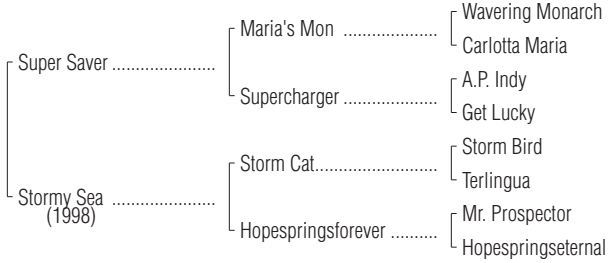 Wavering Monarch
Maria's Mon ..................
Carlotta Maria
Super Saver ....................
A.P. Indy
Supercharger ..................
Get Lucky
Storm Bird
Storm Cat.......................
Terlingua
Stormy Sea ....................
(1998)
Mr. Prospector
Hopespringsforever ..........
Hopespringseternal